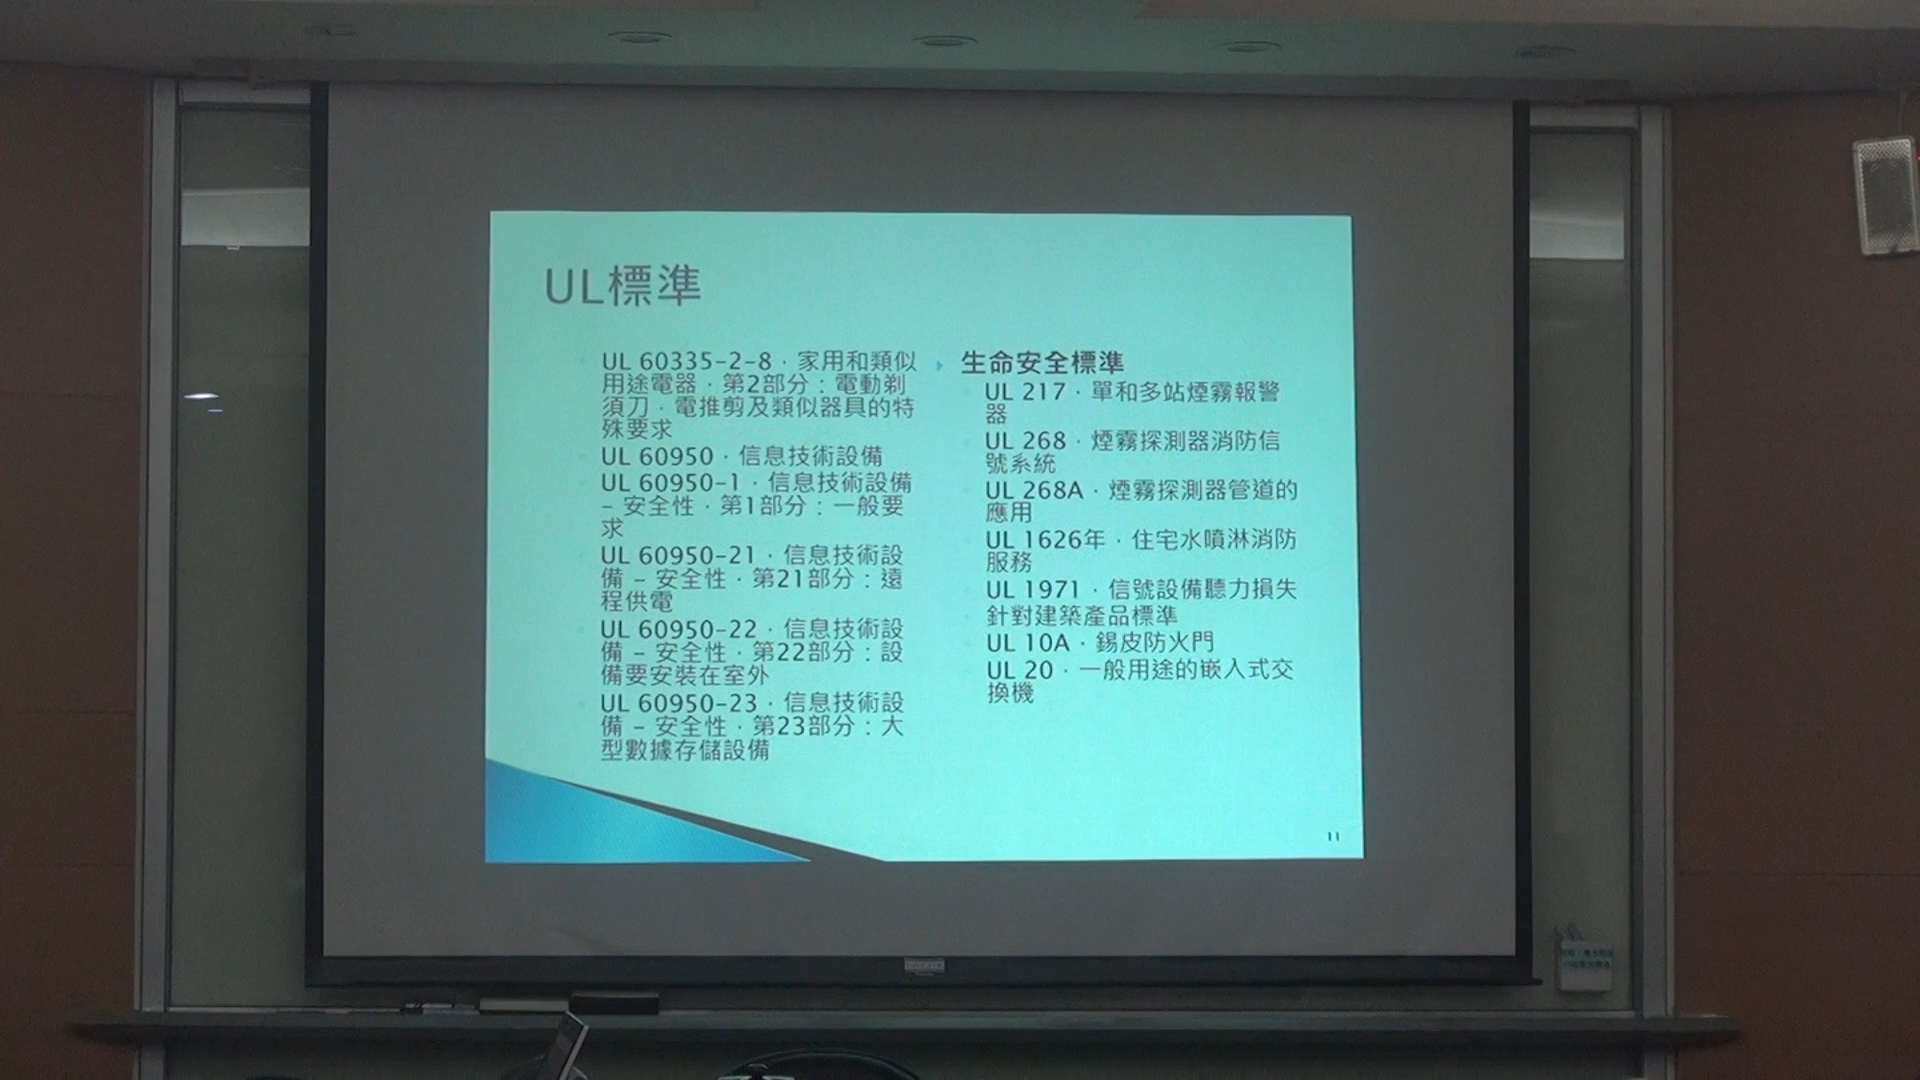 UL標準
UL 60335-2-8．家用和類似
用途電器．第2部分：電動剃
須刀．電推剪及類似器具的特
殊要求
UL 60950．信息技術設備
UL 60950-1．信息技術設備
– 安全性．第1部分：一般要
求
UL 60950-21．信息技術設
備 – 安全性．第21部分：遠
程供電
UL 60950-22．信息技術設
備 – 安全性．第22部分：設
備要安裝在室外
UL 60950-23．信息技術設
備 – 安全性．第23部分：大
型數據存儲設備
生命安全標準
UL 217．單和多站煙霧報警
器
UL 268．煙霧探測器消防信
號系統
UL 268A．煙霧探測器管道的
應用
UL 1626年．住宅水噴淋消防
服務
UL 1971．信號設備聽力損失
針對建築產品標準
UL 10A．錫皮防火門
UL 20．一般用途的嵌入式交
換機
11